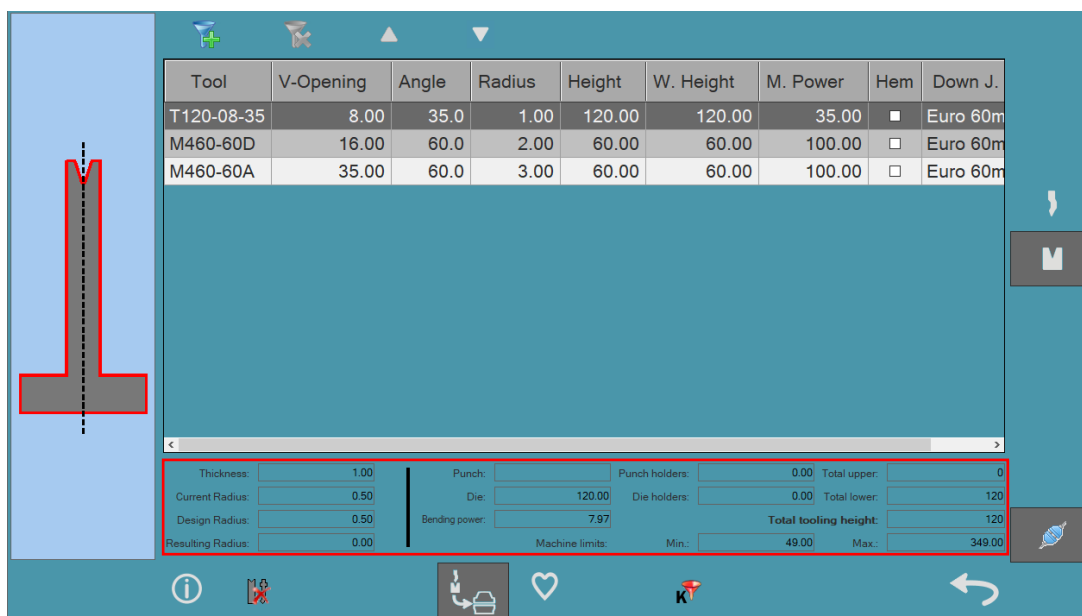 Tool V-Opening Angle Radius Height W. Height M. Power Hem Down J.
T120-08-35 8.00 35.0 1.00 120.00 120.00 35.00 Euro 60m
M460-60D 16.00 60.0 2.00 60.00 60.00 100.00 Euro 60m
M460-60A 35.00 60.0 3.00 60.00 60.00 100.00 Euro 60m
Thickness: 1.00 Punch: Punch holders: 0.00 Total upper: 0
Current Radius: 0.50 Die: 120.00 Die holders: 0.00 Total lower: 120
Design Radius: 0.50 Bending power: 7.97 Total tooling height: 120
Resulting Radius: 0.00 Machine limits: Min.: 49.00 Max.: 349.00
K